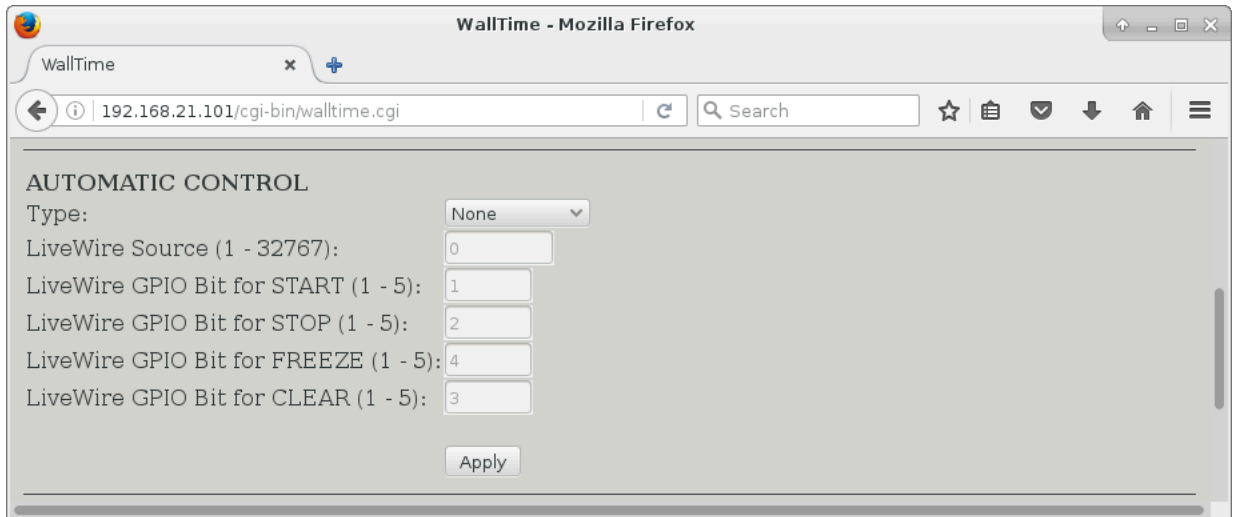 WallTime - Mozilla Firefox
WallTime
192.168.21.101/cgi-bin/walltime.cgi
Search
AUTOMATIC CONTROL
Type: None
LiveWire Source (1 - 32767): 0
LiveWire GPIO Bit for START (1 - 5): 1
LiveWire GPIO Bit for STOP (1 - 5): 2
LiveWire GPIO Bit for FREEZE (1 - 5): 4
LiveWire GPIO Bit for CLEAR (1 - 5): 3
Apply